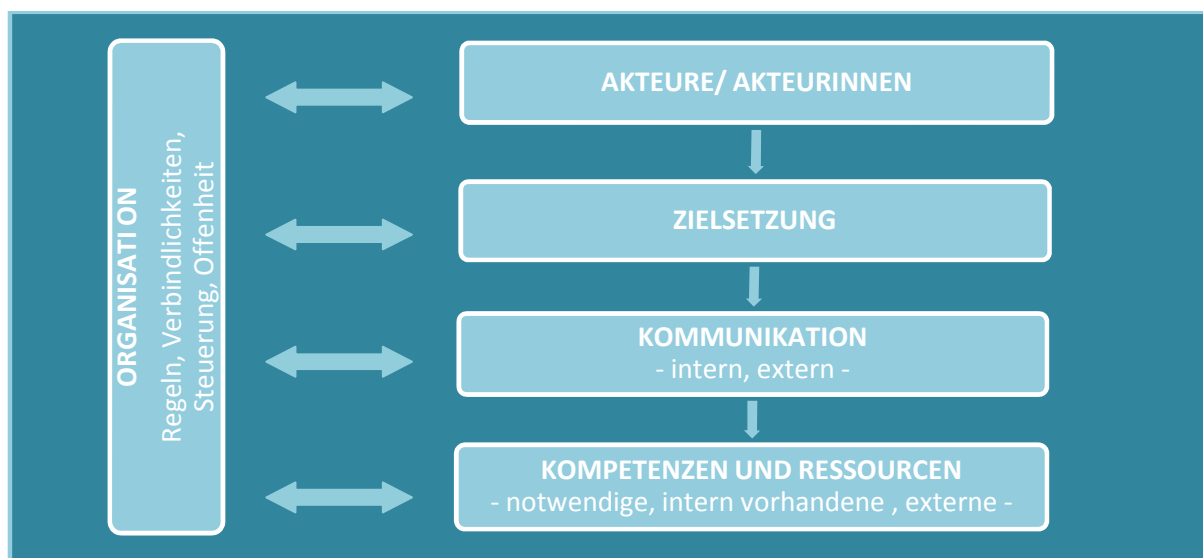 ORGANISATI ON
Regeln, Verbindlichkeiten,
Steuerung, Offenheit
AKTEURE/ AKTEURINNEN
ZIELSETZUNG
KOMMUNIKATION
- intern, extern -
KOMPETENZEN UND RESSOURCEN
- notwendige, intern vorhandene , externe -